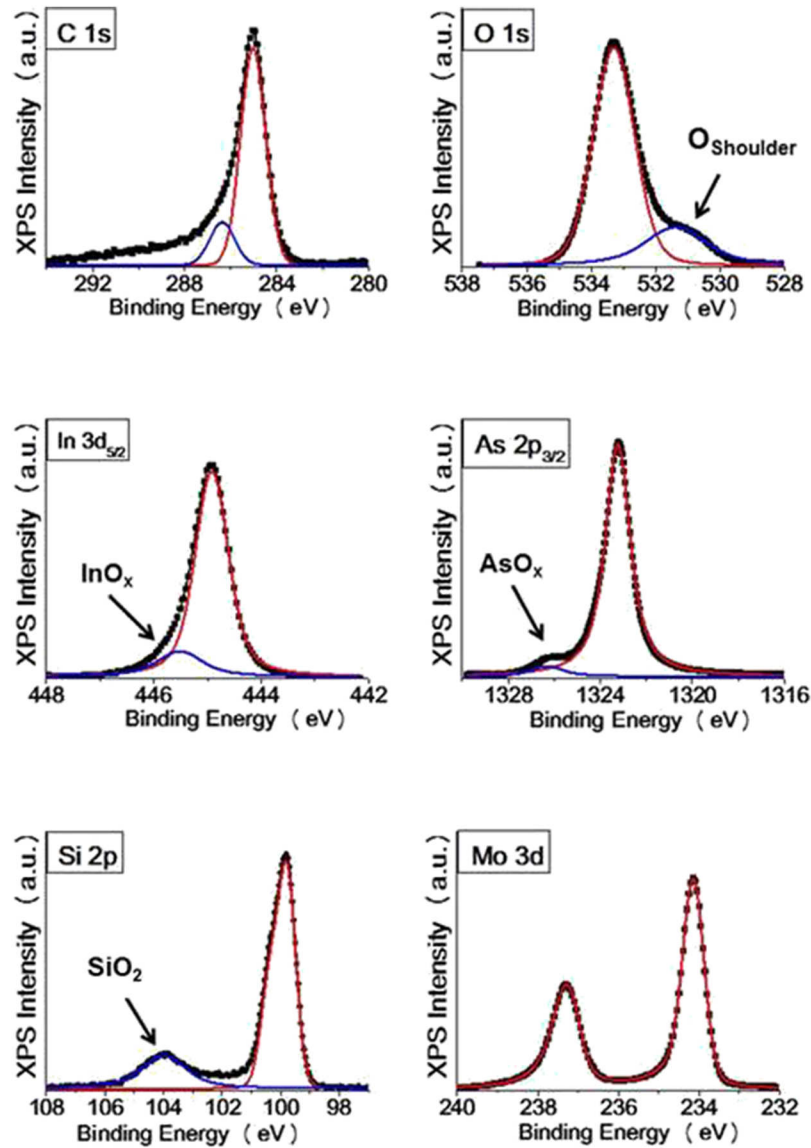 C 1s
XPS Intensity (a.u.)
292 288 284 280
Binding Energy (eV)
O 1s
XPS Intensity (a.u.)
O Shoulder
538 536 534 532 530 528
Binding Energy (eV)
In 3d5/2
XPS Intensity (a.u.)
InOx
448 446 444 442
Binding Energy (eV)
As 2p3/2
XPS Intensity (a.u.)
AsOx
1328 1324 1320 1316
Binding Energy (eV)
Si 2p
XPS Intensity (a.u.)
SiO2
108 106 104 102 100 98
Binding Energy (eV)
Mo 3d
XPS Intensity (a.u.)
240 238 236 234 232
Binding Energy (eV)